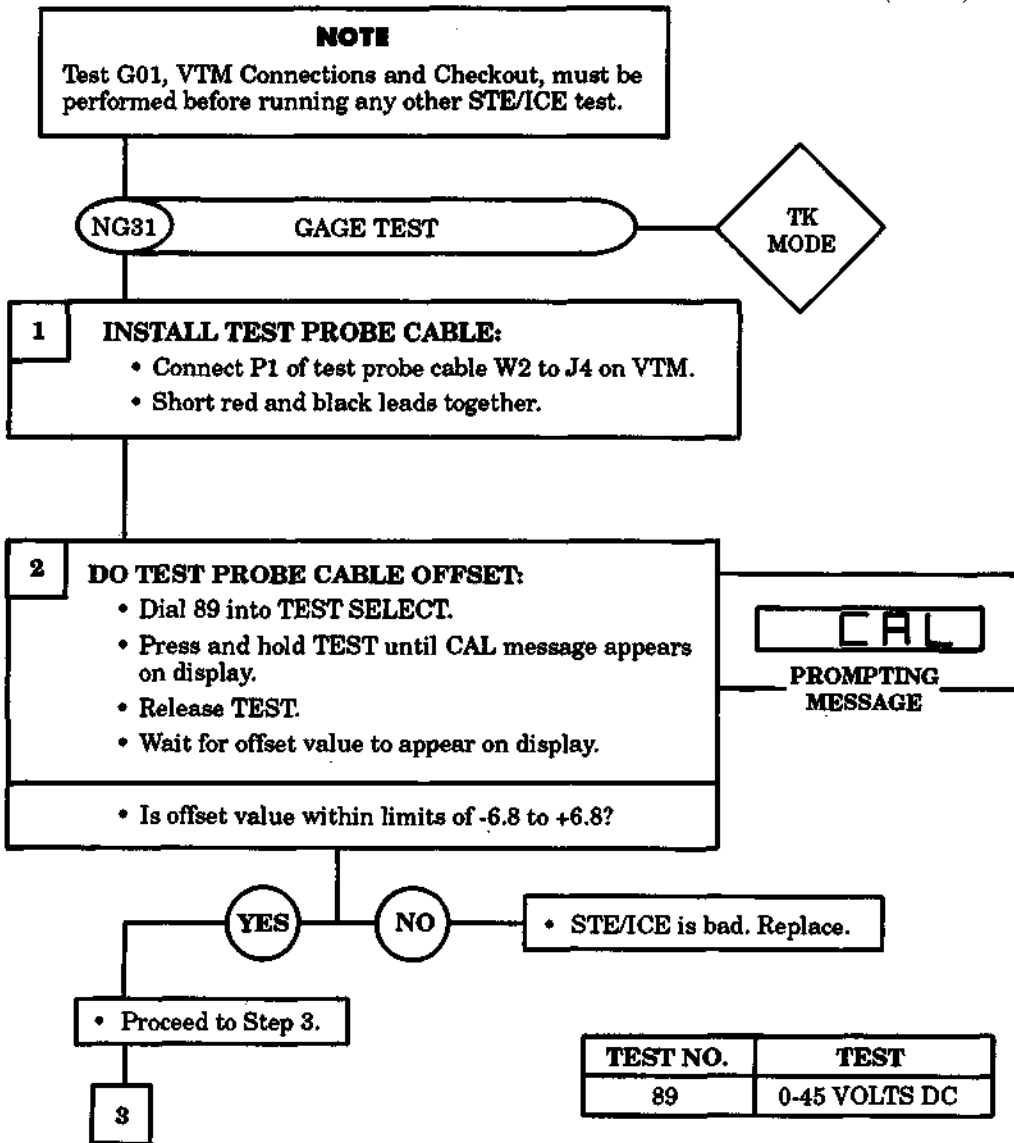 NOTE
Test G01, VTM Connections and Checkout, must be
performed before running any other STE/ICE test.
NG31
GAGE TEST
TK
MODE
1
INSTALL TEST PROBE CABLE:
• Connect P1 of test probe cable W2 to J4 on VTM.
• Short red and black leads together.
2
DO TEST PROBE CABLE OFFSET:
• Dial 89 into TEST SELECT.
• Press and hold TEST until CAL message appears
on display.
• Release TEST.
• Wait for offset value to appear on display.
CAL
PROMPTING
MESSAGE
• Is offset value within limits of -6.8 to +6.8?
YES
NO
• STE/ICE is bad. Replace.
• Proceed to Step 3.
TEST NO. TEST
89 0-45 VOLTS DC
3